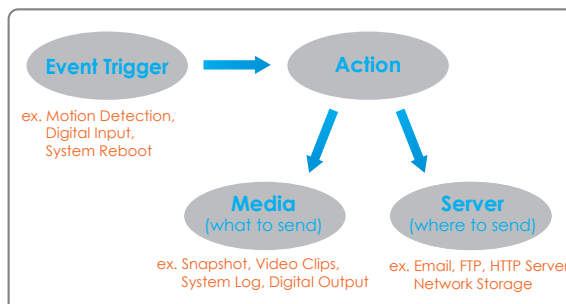 Event Trigger
Action
ex. Motion Detection,
Digital Input,
System Reboot
Media
(what to send)
Server
(where to send)
ex. Snapshot, Video Clips,
System Log, Digital Output
ex. Email, FTP, HTTP Server
Network Storage